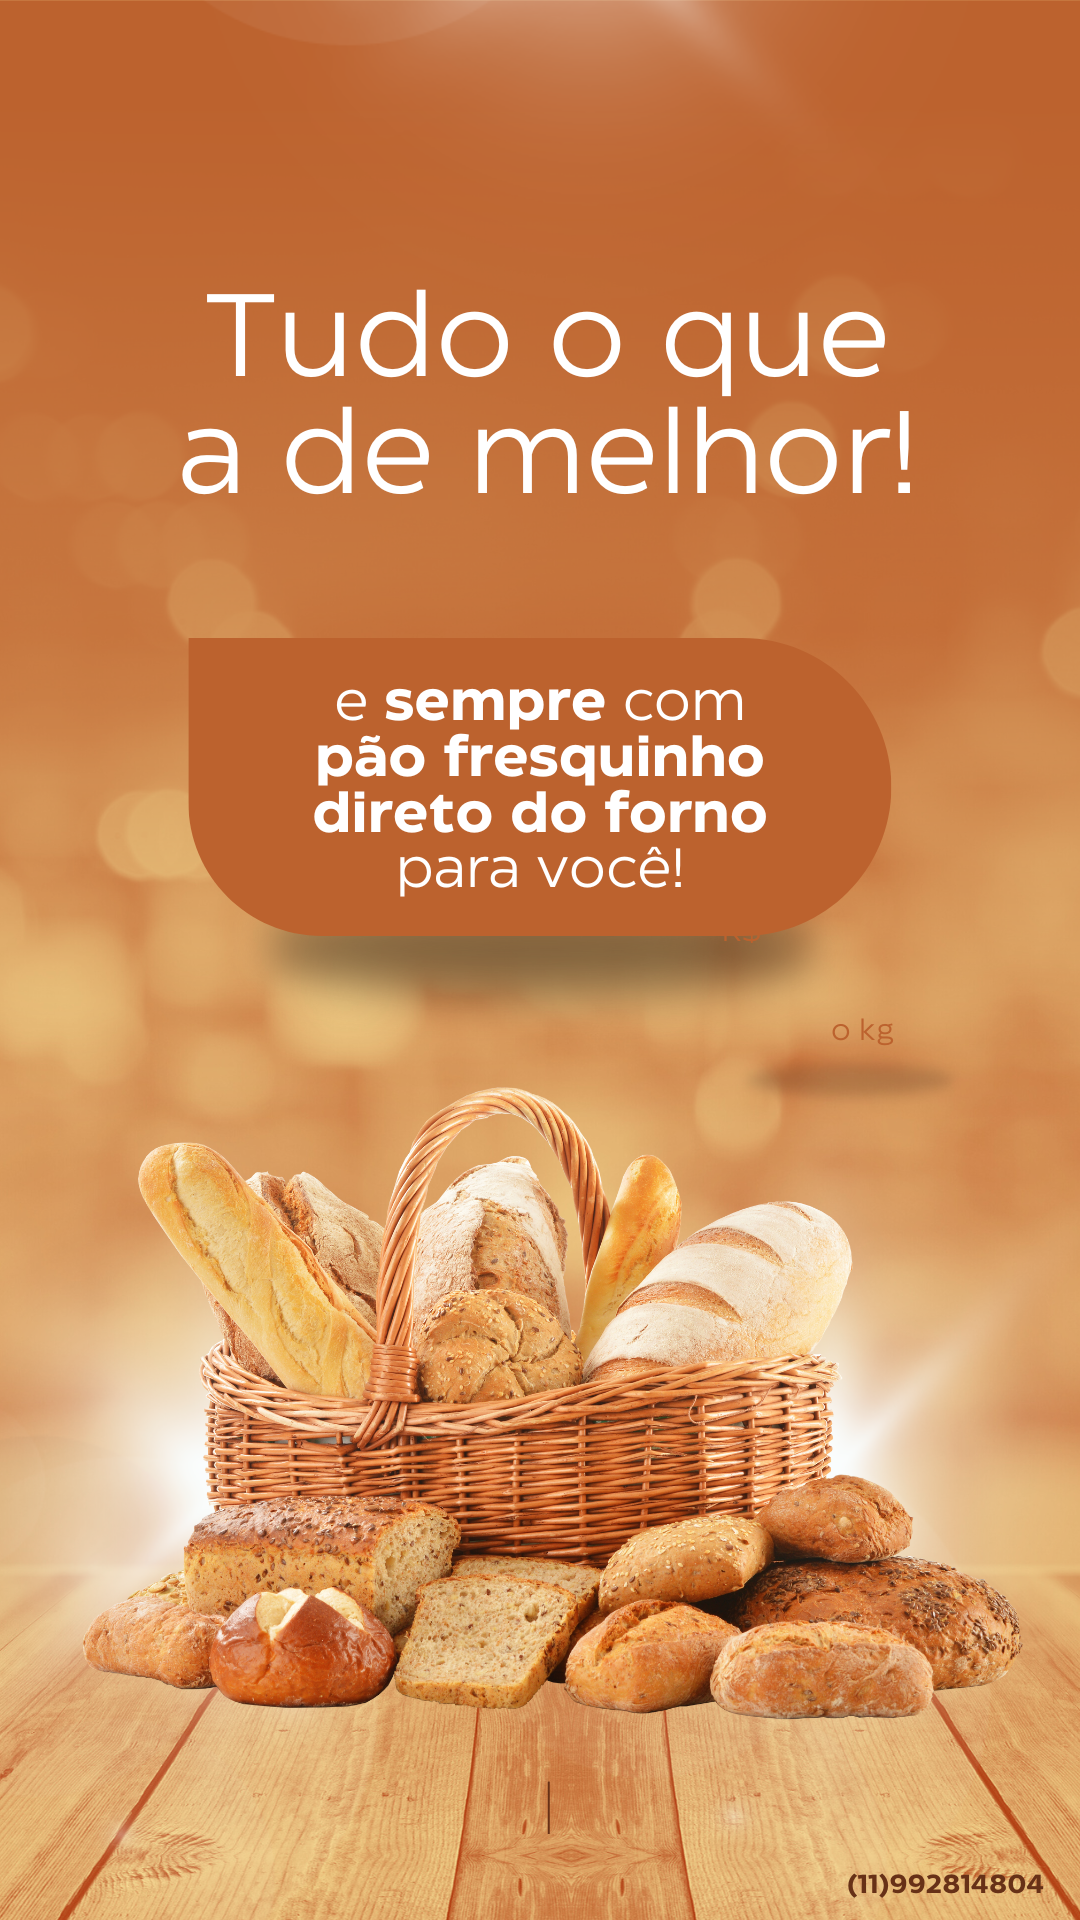 Tudo o que
a de melhor!
e sempre com
pão fresquinho
direto do forno
para você!
R$
o kg
(11)992814804